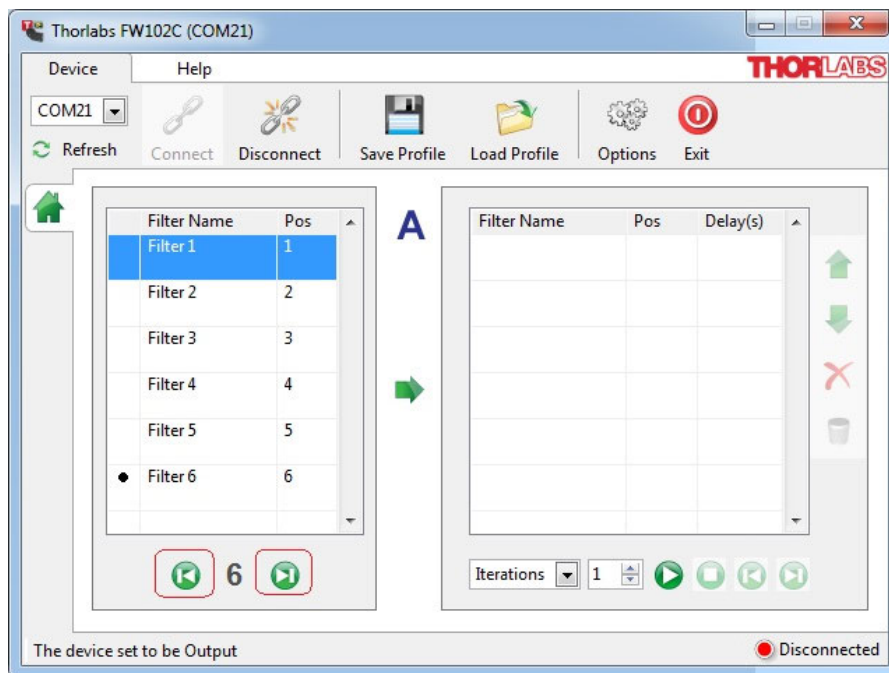 Thorlabs FW102C (COM21)
Device Help
THORLABS
COM21
Refresh Connect Disconnect Save Profile Load Profile Options Exit
Filter Name Pos
Filter 1 1
Filter 2 2
Filter 3 3
Filter 4 4
Filter 5 5
Filter 6 6
6
A
Filter Name Pos Delay(s)
Iterations 1
The device set to be Output
Disconnected